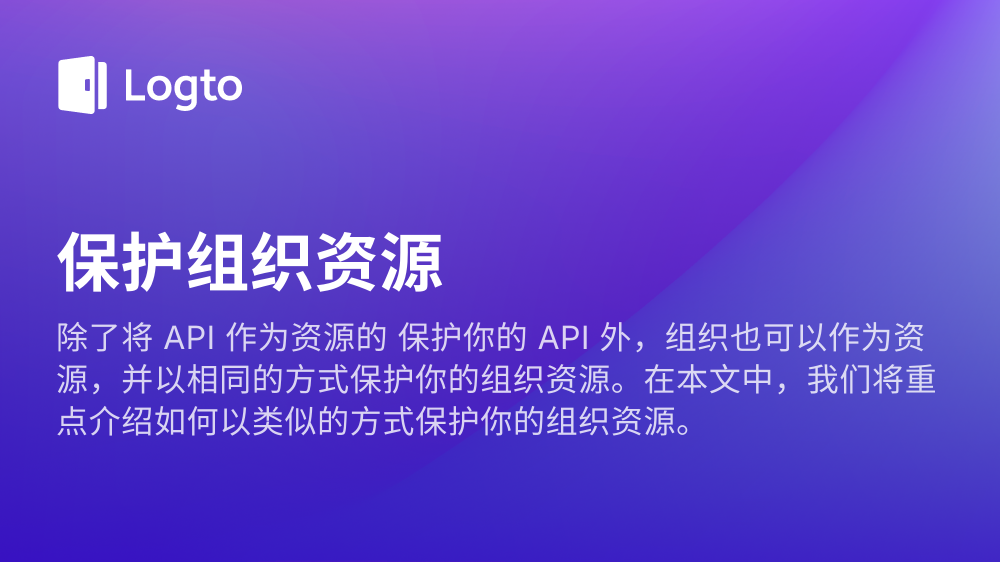 Logto
保护组织资源
除了将 API 作为资源的 保护你的 API 外，组织也可以作为资
源，并以相同的方式保护你的组织资源。在本文中，我们将重
点介绍如何以类似的方式保护你的组织资源。